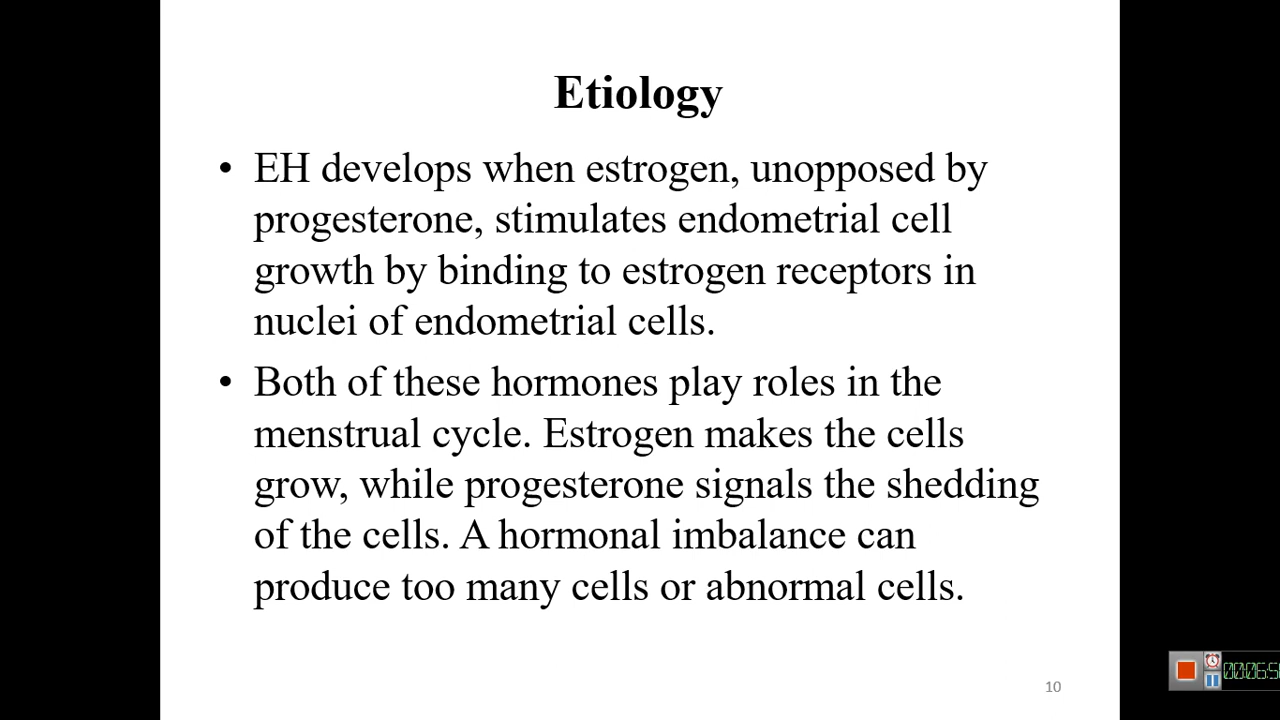 Etiology
• EH develops when estrogen, unopposed by
progesterone, stimulates endometrial cell
growth by binding to estrogen receptors in
nuclei of endometrial cells.
• Both of these hormones play roles in the
menstrual cycle. Estrogen makes the cells
grow, while progesterone signals the shedding
of the cells. A hormonal imbalance can
produce too many cells or abnormal cells.
10